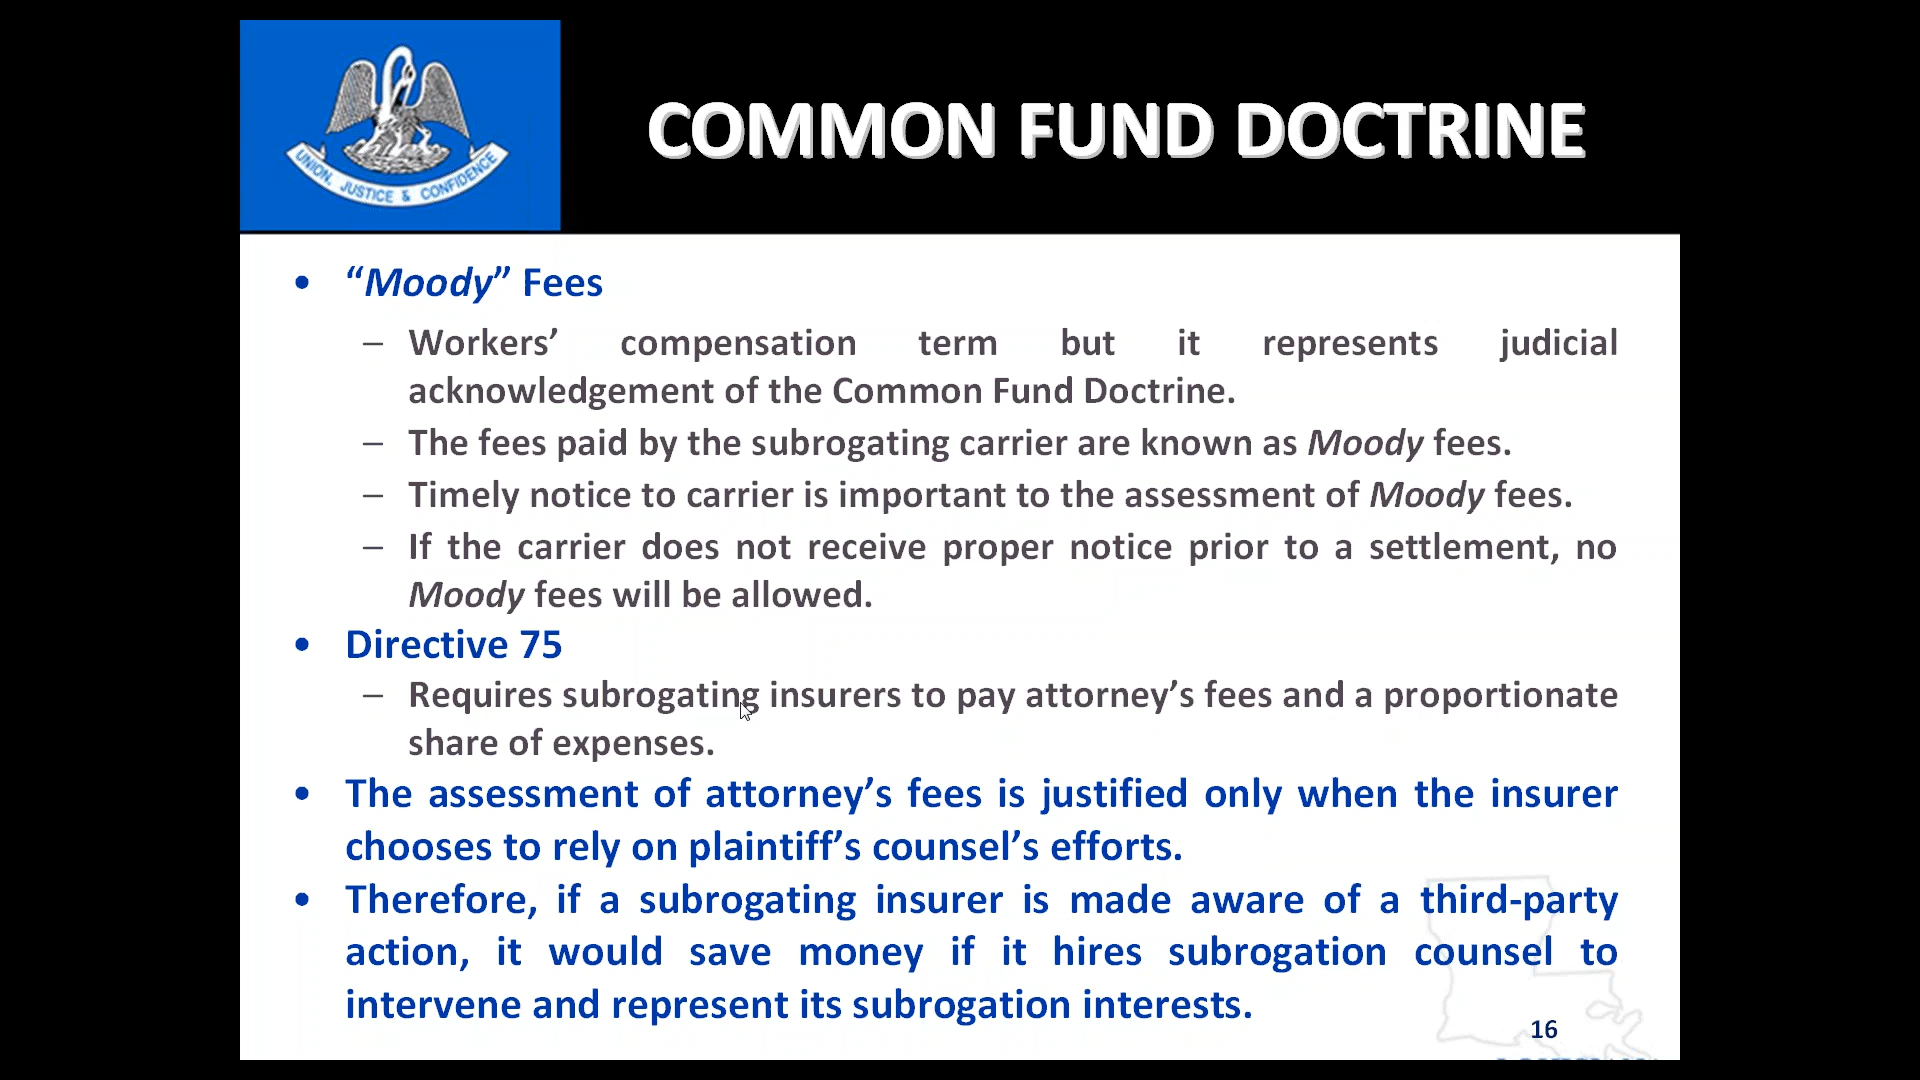 UNION, JUSTICE & CONFIDENCE
COMMON FUND DOCTRINE
• “Moody” Fees
– Workers’ compensation term but it represents judicial
acknowledgement of the Common Fund Doctrine.
– The fees paid by the subrogating carrier are known as Moody fees.
– Timely notice to carrier is important to the assessment of Moody fees.
– If the carrier does not receive proper notice prior to a settlement, no
Moody fees will be allowed.
• Directive 75
– Requires subrogating insurers to pay attorney’s fees and a proportionate
share of expenses.
• The assessment of attorney’s fees is justified only when the insurer
chooses to rely on plaintiff’s counsel’s efforts.
• Therefore, if a subrogating insurer is made aware of a third-party
action, it would save money if it hires subrogation counsel to
intervene and represent its subrogation interests.
16